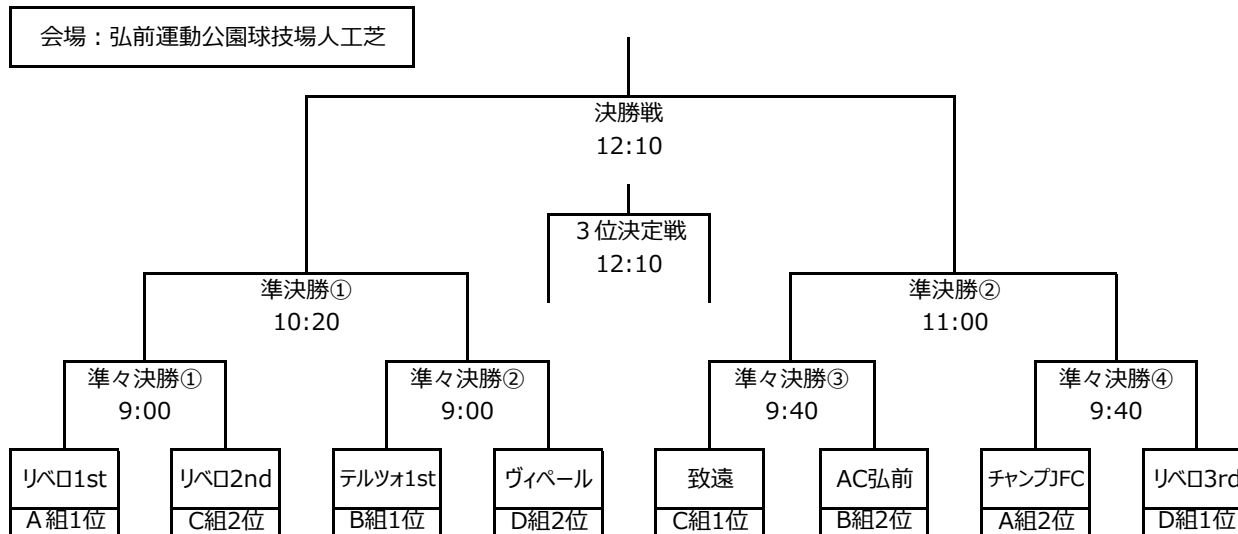 会場：弘前運動公園球技場人工芝
決勝戦
12:10
３位決定戦
12:10
準決勝①
10:20
準決勝②
11:00
準々決勝①
9:00
準々決勝②
9:00
準々決勝③
9:40
準々決勝④
9:40
リベロ1st
リベロ2nd
テルツォ1st
ヴィペール
致遠
AC弘前
チャンプJFC
リベロ3rd
A組1位
C組2位
B組1位
D組2位
C組1位
B組2位
A組2位
D組1位